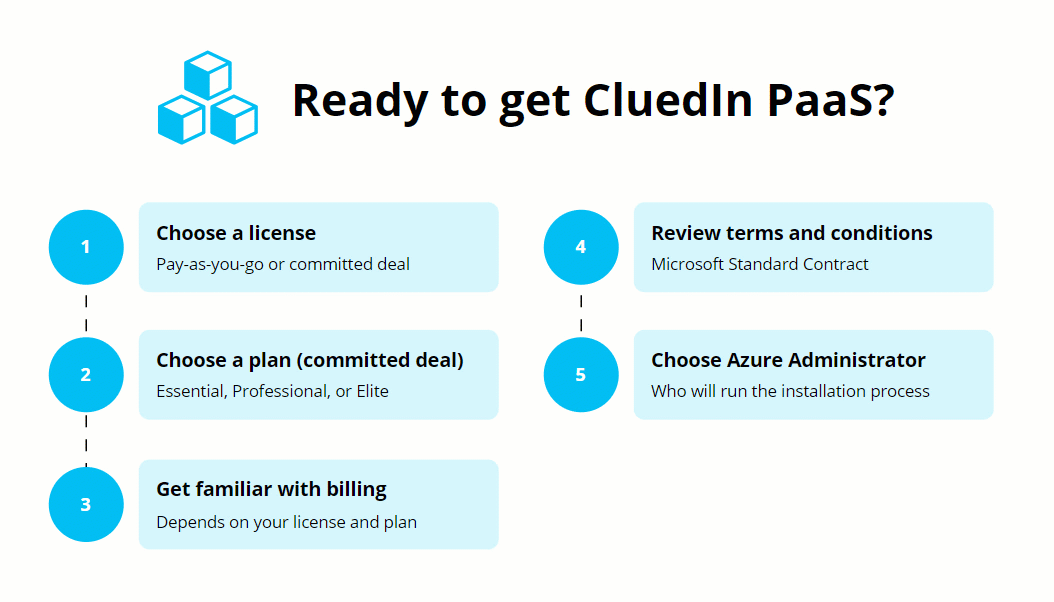 Ready to get CluedIn PaaS?
1
Choose a license
Pay-as-you-go or committed deal
2
Choose a plan (committed deal)
Essential, Professional, or Elite
3
Get familiar with billing
Depends on your license and plan
4
Review terms and conditions
Microsoft Standard Contract
5
Choose Azure Administrator
Who will run the installation process